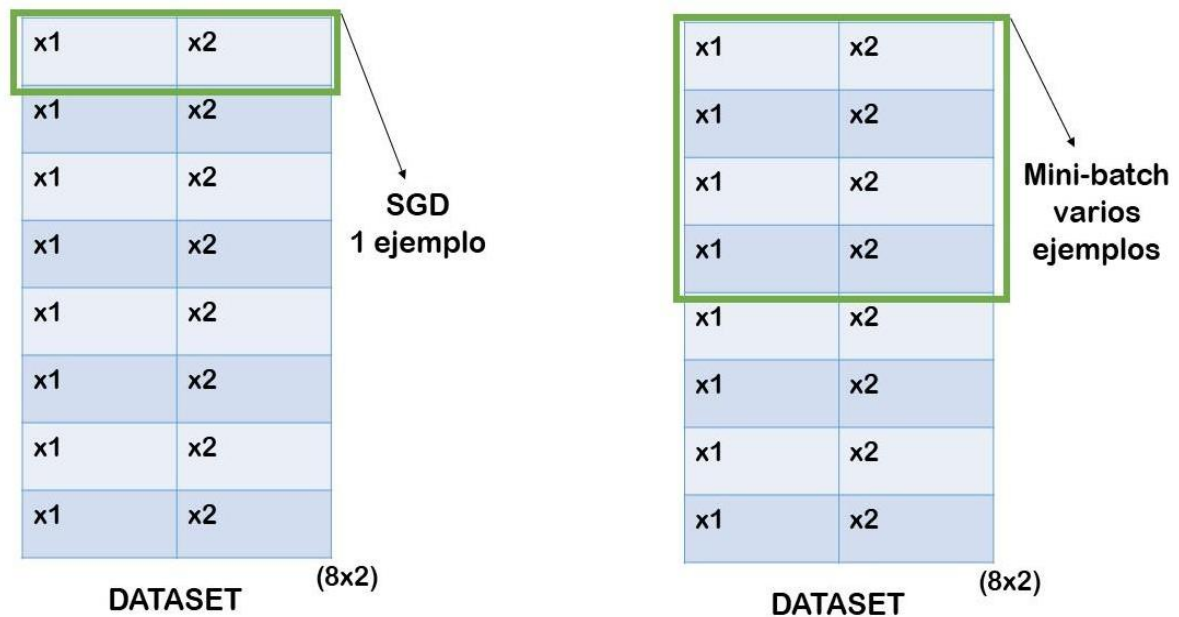 x1 x2
x1 x2
x1 x2
x1 x2
x1 x2
x1 x2
x1 x2
x1 x2
SGD
1 ejemplo
(8x2)
DATASET
x1 x2
x1 x2
x1 x2
x1 x2
x1 x2
x1 x2
x1 x2
x1 x2
Mini-batch
varios
ejemplos
(8x2)
DATASET